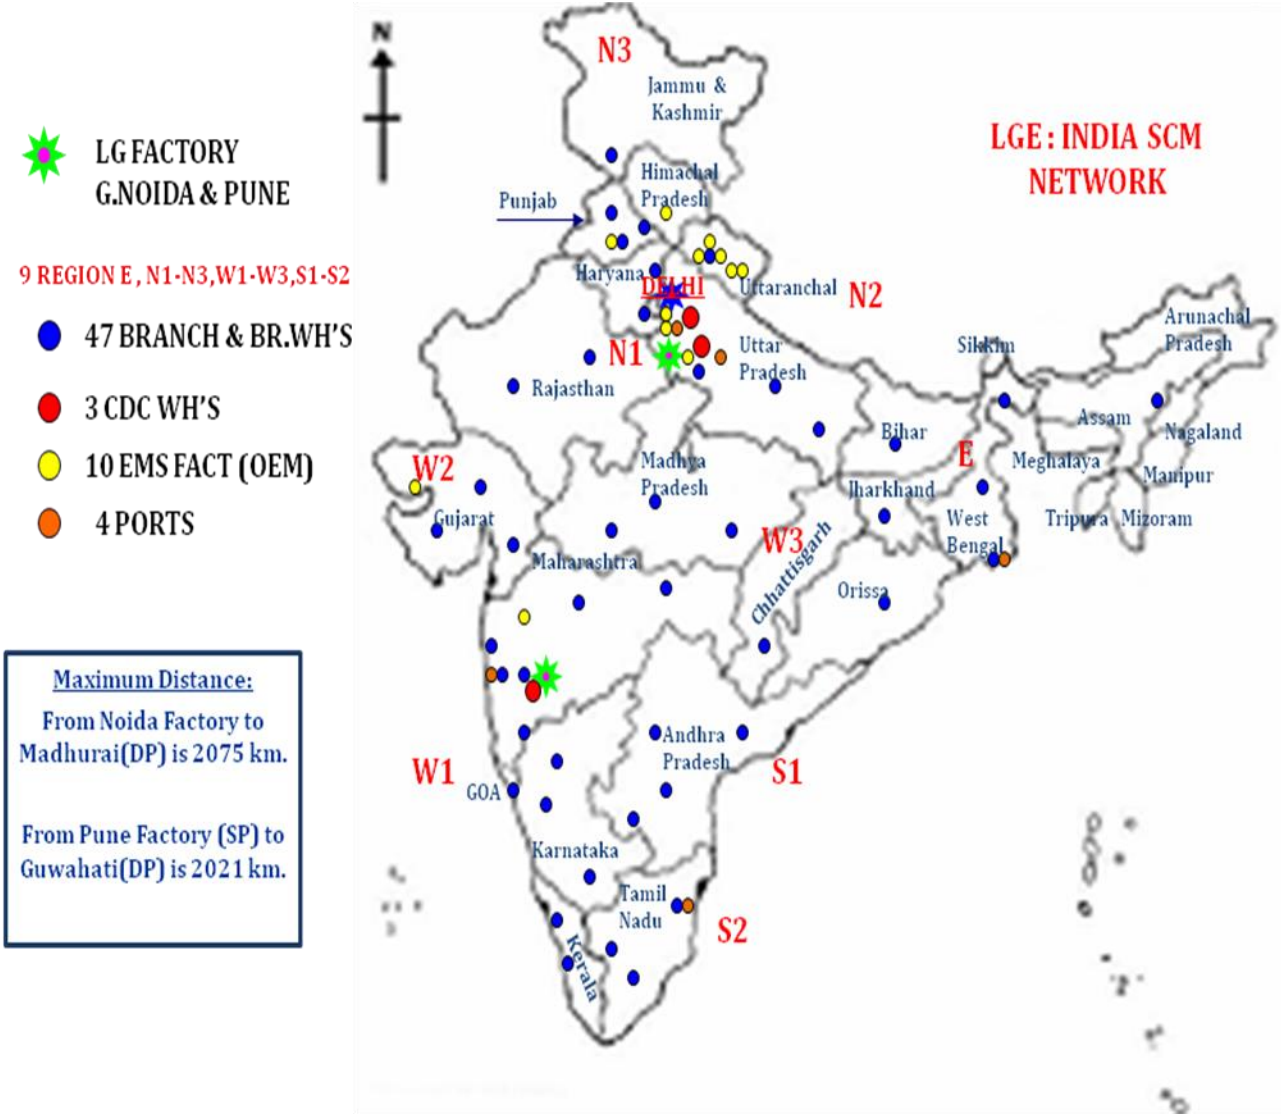 N
N3
Jammu &
Kashmir
LGE : INDIA SCM
NETWORK
LG FACTORY
G.NOIDA & PUNE
Himachal
Pradesh
Punjab
9 REGION E , N1-N3,W1-W3,S1-S2
Haryana
DELHI
Uttaranchal
N2
47 BRANCH & BR.WH'S
Arunachal
Pradesh
Sikkim
N1
Uttar
Pradesh
Rajasthan
3 CDC WH'S
Assam
Nagaland
Bihar
E
Meghalaya
Manipur
10 EMS FACT (OEM)
W2
Madhya
Pradesh
Jharkhand
4 PORTS
Gujarat
West
Bengal
Tripura
Mizoram
W3
Maharashtra
Chhattisgarh
Orissa
Maximum Distance:
From Noida Factory to
Madhurai(DP) is 2075 km.
From Pune Factory (SP) to
Guwahati(DP) is 2021 km.
Andhra
Pradesh
W1
S1
GOA
Karnataka
Tamil
Nadu
S2
Kerala